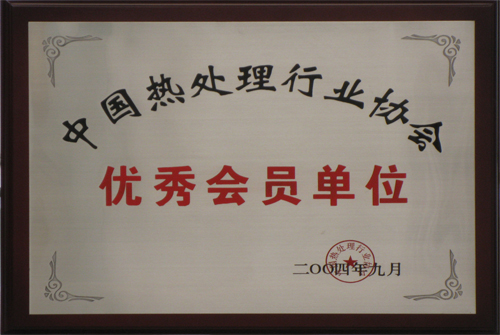 中国热处理行业协会
优秀会员单位
二〇〇四年九月